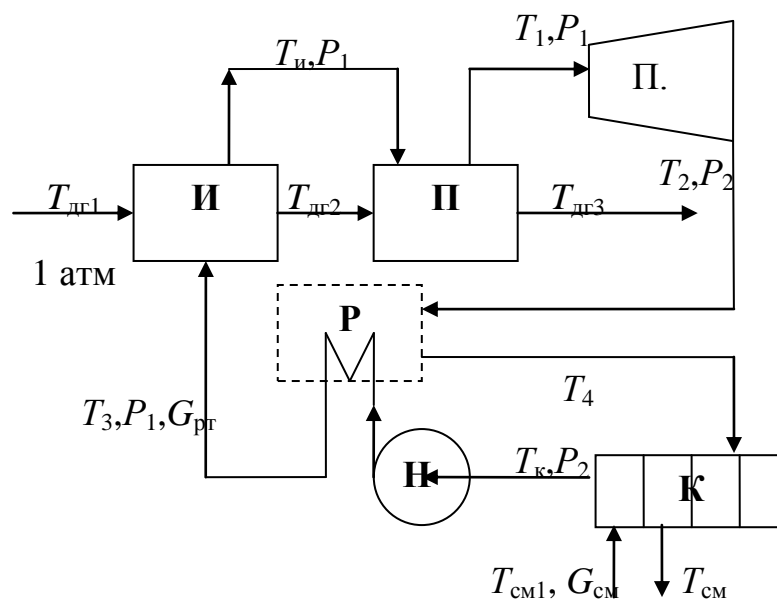 T₁,P₁
Tи,P₁
П.
И
П
Tдг1
Tдг2
Tдг3
T₂,P₂
1 атм
Р
T₄
T₃,P₁,Gрт
Н
Tк,P₂
К
Tсм1, Gсм
Tсм